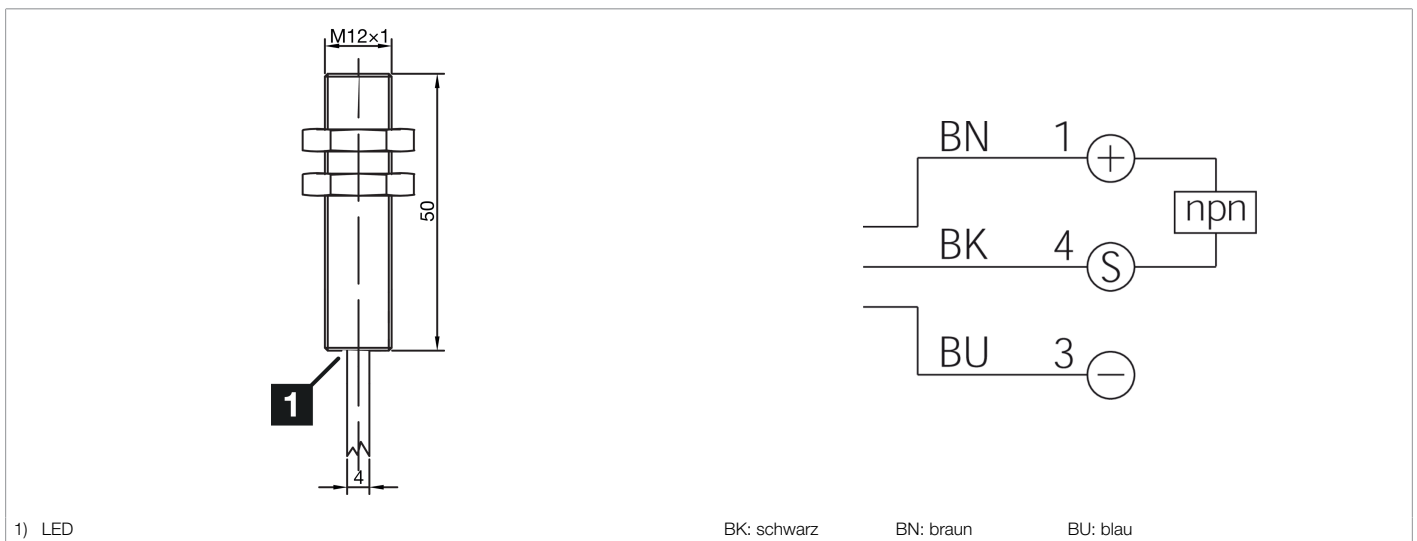 M12×1
50
1
4
BN 1 +
npn
BK 4 S
BU 3 −
1) LED
BK: schwarz BN: braun BU: blau